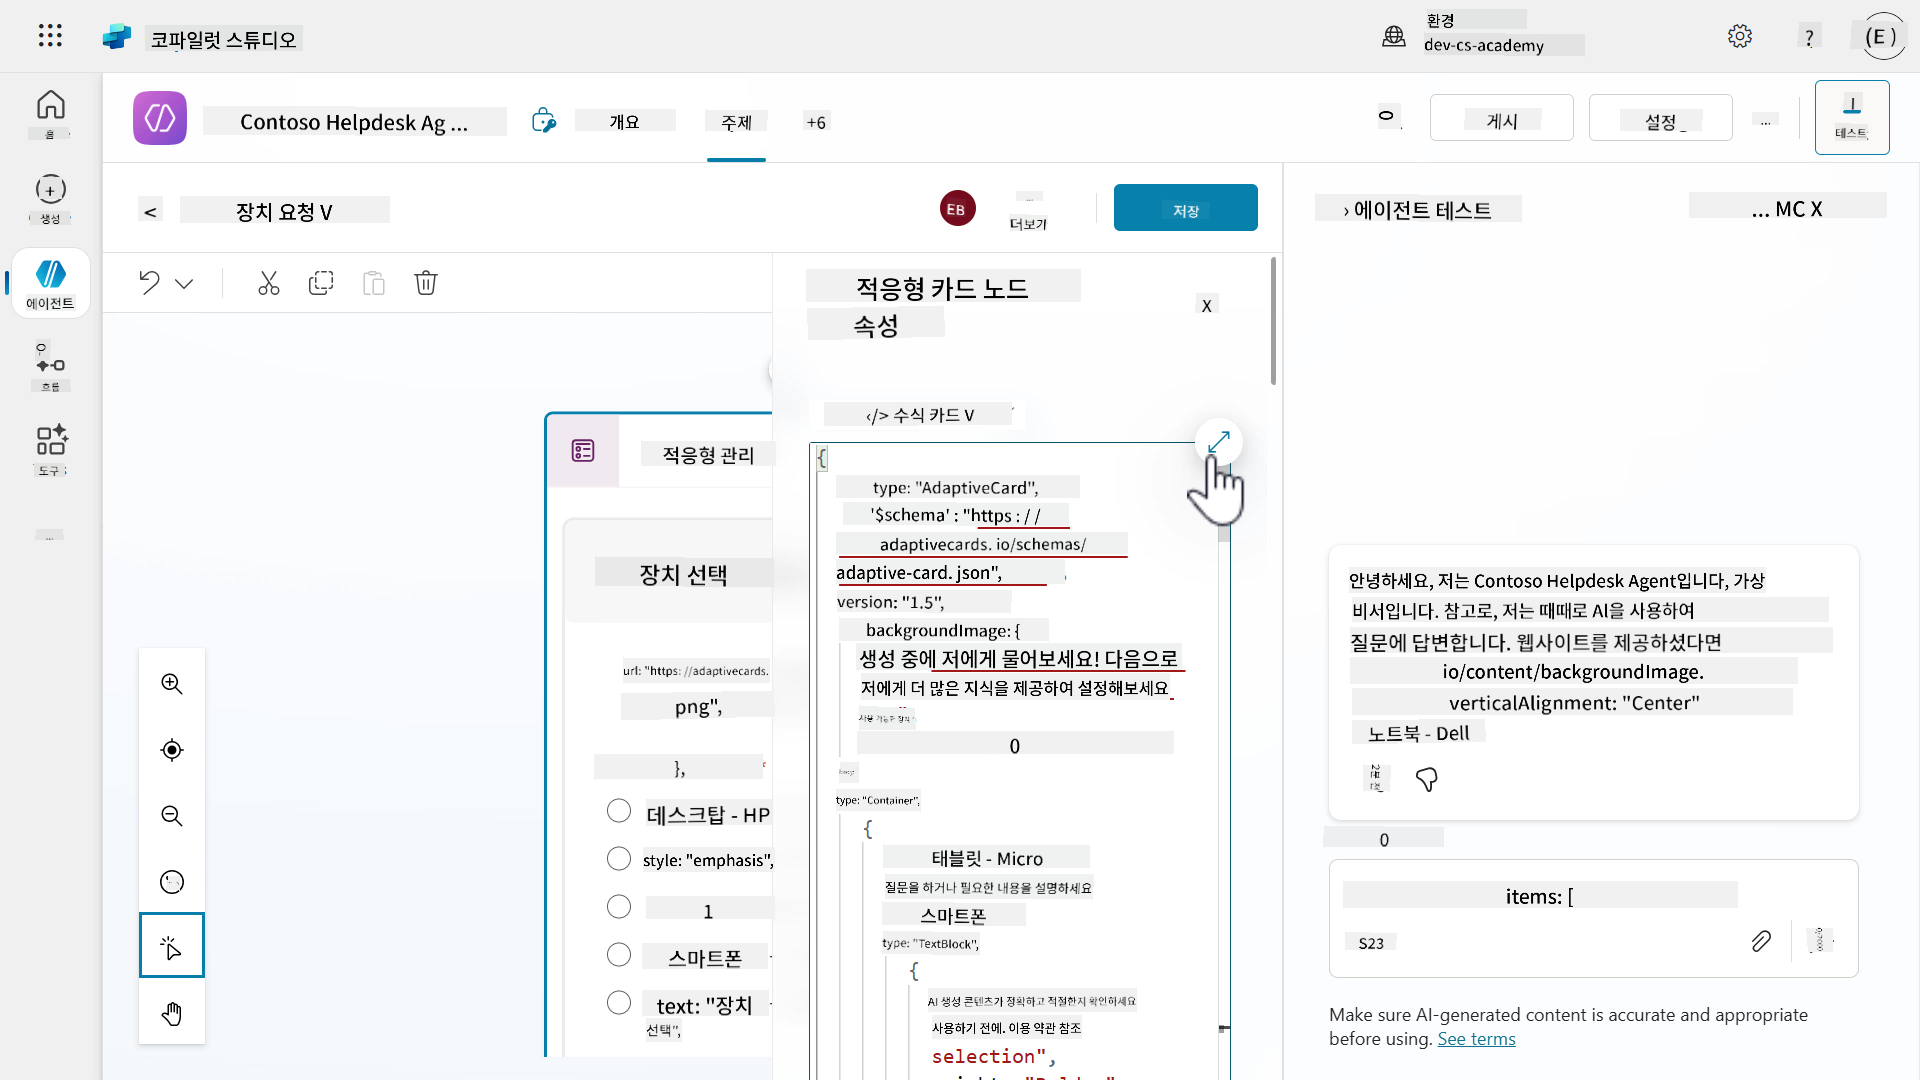 코파일럿 스튜디오
환경
dev-cs-academy
?
(E )
홈
생성
에이전트
흐름
도구
...
Contoso Helpdesk Ag ...
개요
주제
+6
게시
설정
...
테스트
<
장치 요청 V
EB
...
더보기
저장
› 에이전트 테스트
... MC X
적응형 카드 노드
속성
X
</> 수식 카드 V
적응형 관리
장치 선택
url: "https: //adaptivecards.
png",
},
데스크탑 - HP
style: "emphasis",
1
스마트폰
text: "장치
선택",
{
type: "AdaptiveCard",
'$schema' : "https : / /
adaptivecards. io/schemas/
adaptive-card. json",
version: "1.5",
backgroundImage: {
생성 중에 저에게 물어보세요! 다음으로
저에게 더 많은 지식을 제공하여 설정해보세요
사용 가능한 장치
0
body:
type: "Container",
{
태블릿 - Micro
질문을 하거나 필요한 내용을 설명하세요
스마트폰
type: "TextBlock",
{
AI 생성 콘텐츠가 정확하고 적절한지 확인하세요
사용하기 전에. 이용 약관 참조
selection",
안녕하세요, 저는 Contoso Helpdesk Agent입니다, 가상
비서입니다. 참고로, 저는 때때로 AI을 사용하여
질문에 답변합니다. 웹사이트를 제공하셨다면
io/content/backgroundImage.
verticalAlignment: "Center"
노트북 - Dell
2분 전
0
items: [
S23
Make sure AI-generated content is accurate and appropriate
before using. See terms